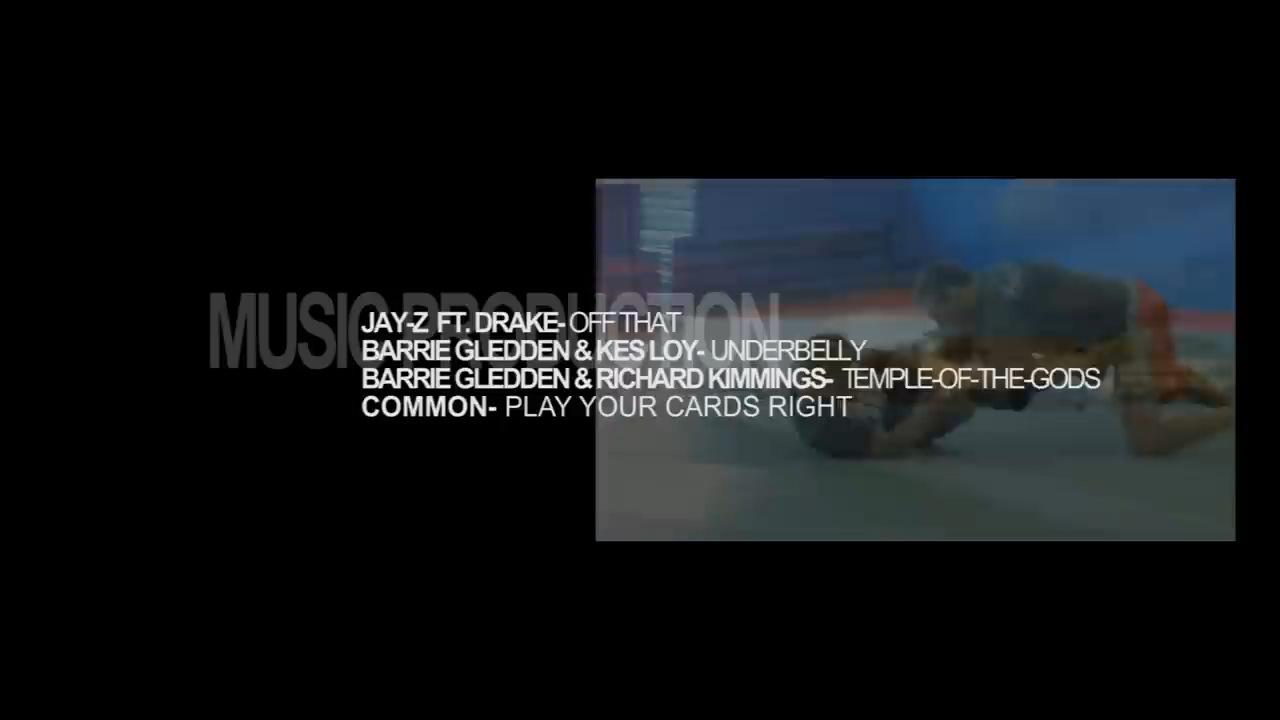 MUSIC PRODUCTION
JAY-Z FT. DRAKE- OFF THAT
BARRIE GLEDDEN & KES LOY- UNDERBELLY
BARRIE GLEDDEN & RICHARD KIMMINGS- TEMPLE-OF-THE-GODS
COMMON- PLAY YOUR CARDS RIGHT